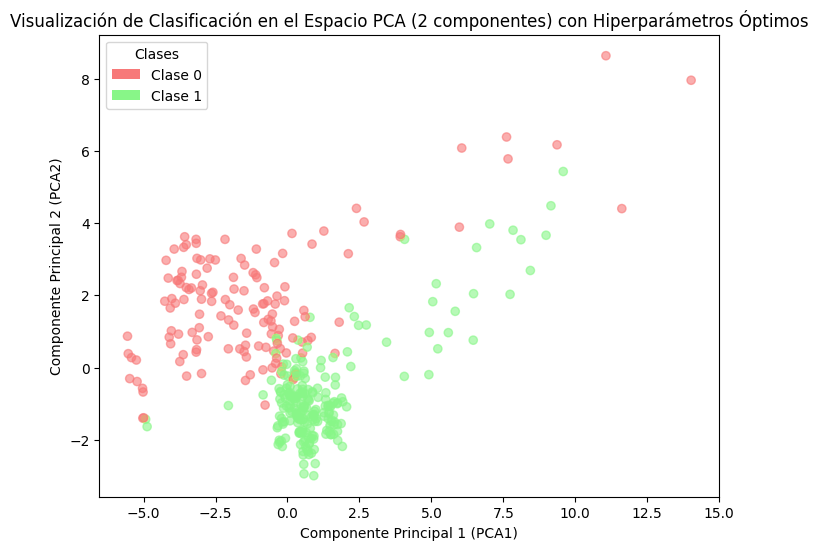 Visualización de Clasificación en el Espacio PCA (2 componentes) con Hiperparámetros Óptimos
Clases
Clase 0
Clase 1
Componente Principal 2 (PCA2)
8
6
4
2
0
−2
−5.0 −2.5 0.0 2.5 5.0 7.5 10.0 12.5 15.0
Componente Principal 1 (PCA1)